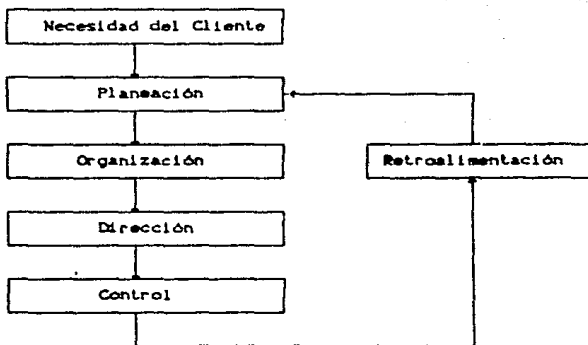 Necesidad del Cliente
Planeación
Organización
Retroalimentación
Dirección
Control